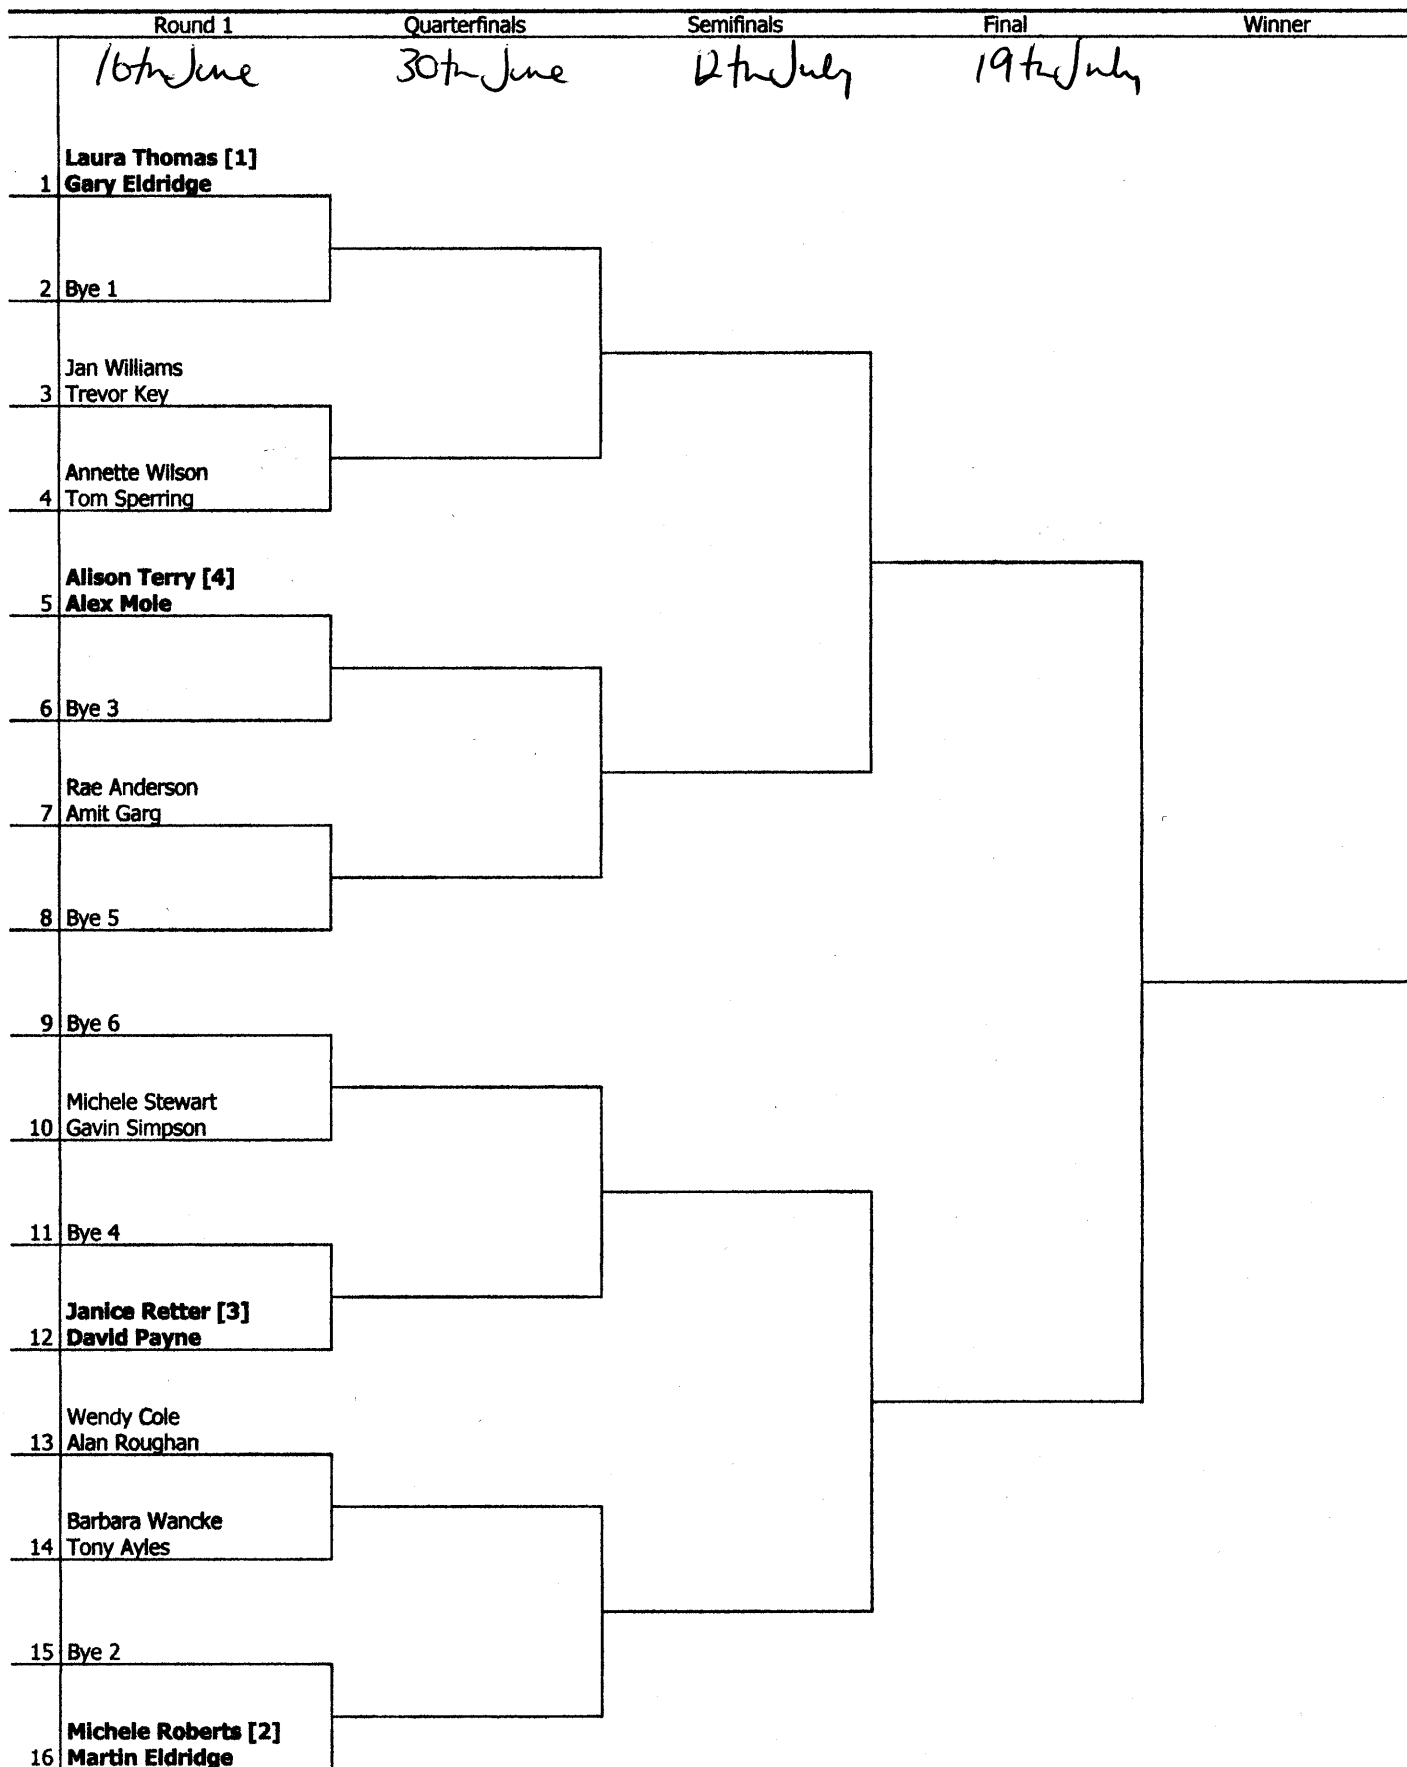 Round 1 Quarterfinals Semifinals Final Winner
16th June 30th June 12th July 19th July
Laura Thomas [1]
1 Gary Eldridge
2 Bye 1
Jan Williams
3 Trevor Key
Annette Wilson
4 Tom Sperring
Alison Terry [4]
5 Alex Mole
6 Bye 3
Rae Anderson
7 Amit Garg
8 Bye 5
9 Bye 6
Michele Stewart
10 Gavin Simpson
11 Bye 4
Janice Retter [3]
12 David Payne
Wendy Cole
13 Alan Roughan
Barbara Wancke
14 Tony Ayles
15 Bye 2
Michele Roberts [2]
16 Martin Eldridge